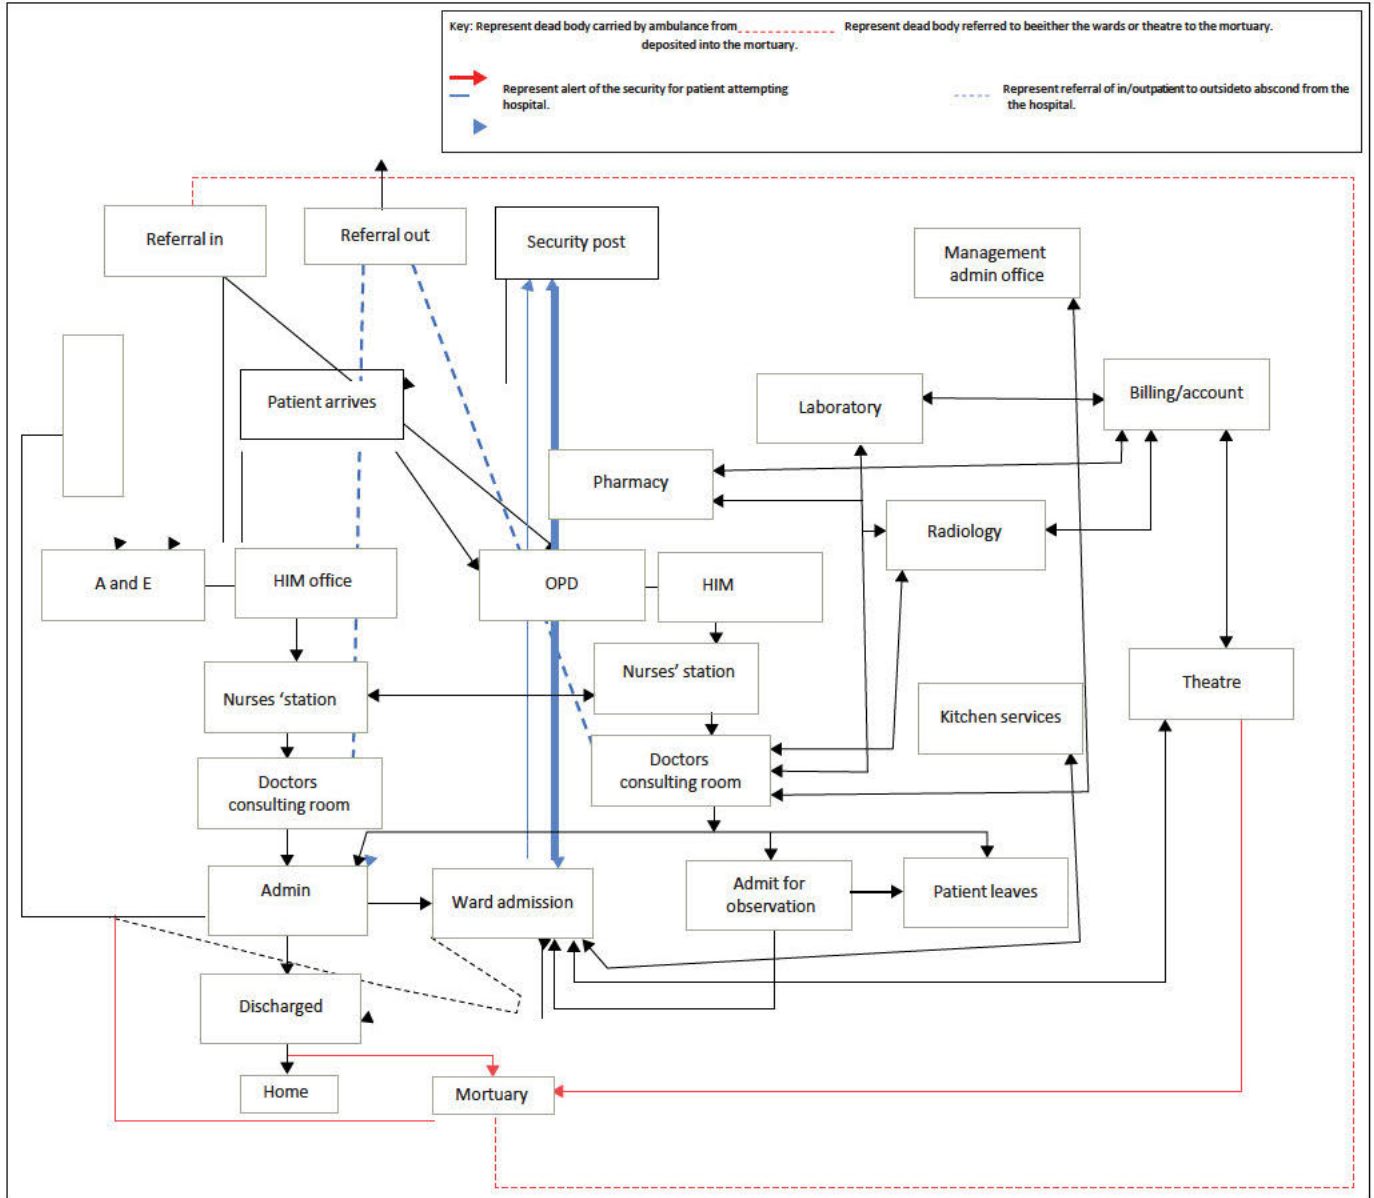 Key: Represent dead body carried by ambulance from Represent dead body referred to beeither the wards or theatre to the mortuary.
deposited into the mortuary.
Represent alert of the security for patient attempting Represent referral of in/outpatient to outsideto abscond from the
hospital. the hospital.
Referral in
Referral out
Security post
Management
admin office
Patient arrives
Laboratory
Billing/account
Pharmacy
Radiology
A and E
HIM office
OPD
HIM
Nurses 'station
Nurses' station
Kitchen services
Theatre
Doctors
consulting room
Doctors
consulting room
Admin
Ward admission
Admit for
observation
Patient leaves
Discharged
Home
Mortuary